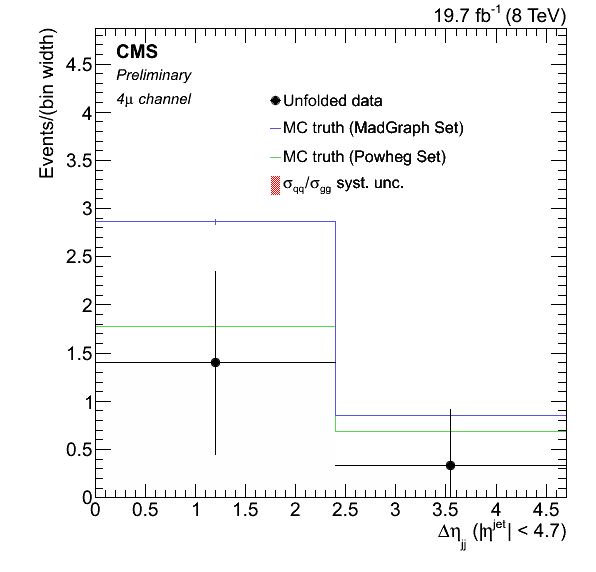 19.7 fb⁻¹ (8 TeV)
CMS
Preliminary
4μ channel
Unfolded data
MC truth (MadGraph Set)
MC truth (Powheg Set)
σqq/σgg syst. unc.
Events/(bin width)
4.5
4
3.5
3
2.5
2
1.5
1
0.5
0
0 0.5 1 1.5 2 2.5 3 3.5 4 4.5
Δηjj (|η^jet| < 4.7)